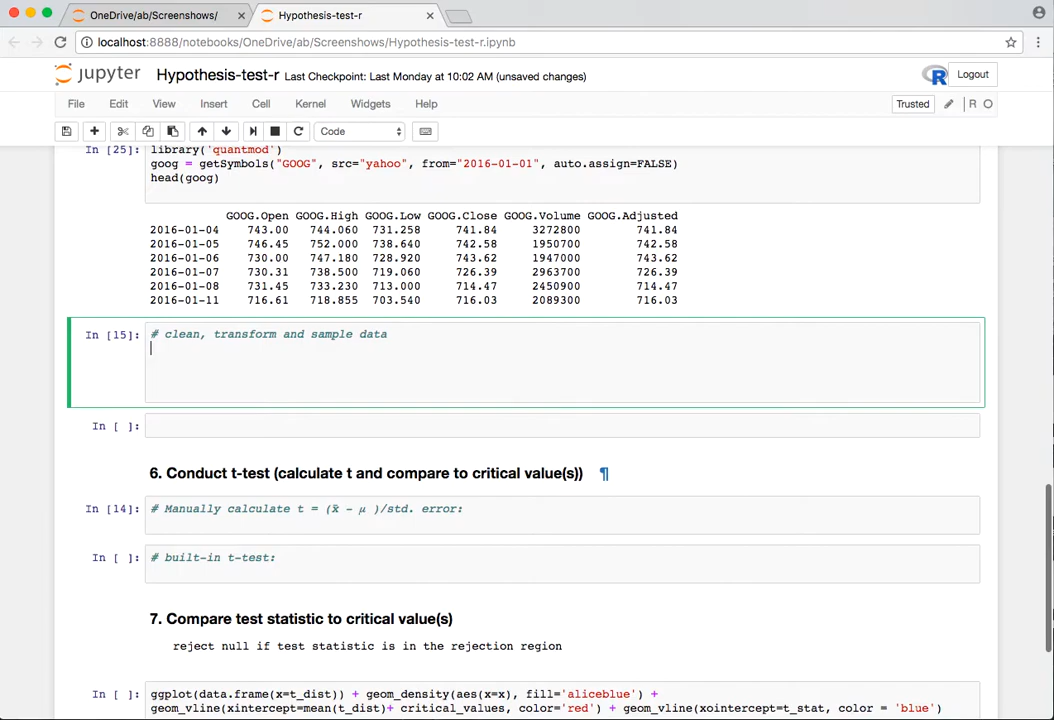 OneDrive/ab/Screenshots/
Hypothesis-test-r
localhost:8888/notebooks/OneDrive/ab/Screenshows/Hypothesis-test-r.ipynb
jupyter Hypothesis-test-r Last Checkpoint: Last Monday at 10:02 AM (unsaved changes) R Logout
File Edit View Insert Cell Kernel Widgets Help Trusted R
Code
In [25]: library('quantmod')
goog = getSymbols("GOOG", src="yahoo", from="2016-01-01", auto.assign=FALSE)
head(goog)
GOOG.Open GOOG.High GOOG.Low GOOG.Close GOOG.Volume GOOG.Adjusted
2016-01-04 743.00 744.060 731.258 741.84 3272800 741.84
2016-01-05 746.45 752.000 738.640 742.58 1950700 742.58
2016-01-06 730.00 747.180 728.920 743.62 1947000 743.62
2016-01-07 730.31 738.500 719.060 726.39 2963700 726.39
2016-01-08 731.45 733.230 713.000 714.47 2450900 714.47
2016-01-11 716.61 718.855 703.540 716.03 2089300 716.03
In [15]: # clean, transform and sample data
In [ ]:
6. Conduct t-test (calculate t and compare to critical value(s)) ¶
In [14]: # Manually calculate t = (x̄ - μ )/std. error:
In [ ]: # built-in t-test:
7. Compare test statistic to critical value(s)
reject null if test statistic is in the rejection region
In [ ]: ggplot(data.frame(x=t_dist)) + geom_density(aes(x=x), fill='aliceblue') +
geom_vline(xintercept=mean(t_dist)+ critical_values, color='red') + geom_vline(xointercept=t_stat, color = 'blue')